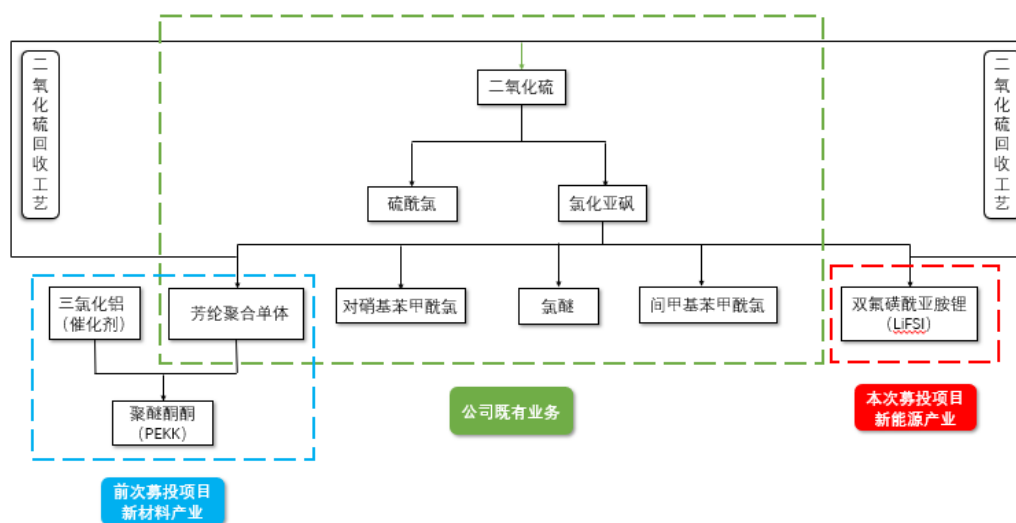 二氧化硫回收工艺
二氧化硫
二氧化硫回收工艺
硫酰氯
氯化亚砜
三氯化铝
（催化剂）
芳纶聚合单体
对硝基苯甲酰氯
氯醚
间甲基苯甲酰氯
双氟磺酰亚胺锂
（LiFSI）
聚醚酮酮
（PEKK）
公司既有业务
本次募投项目
新能源产业
前次募投项目
新材料产业